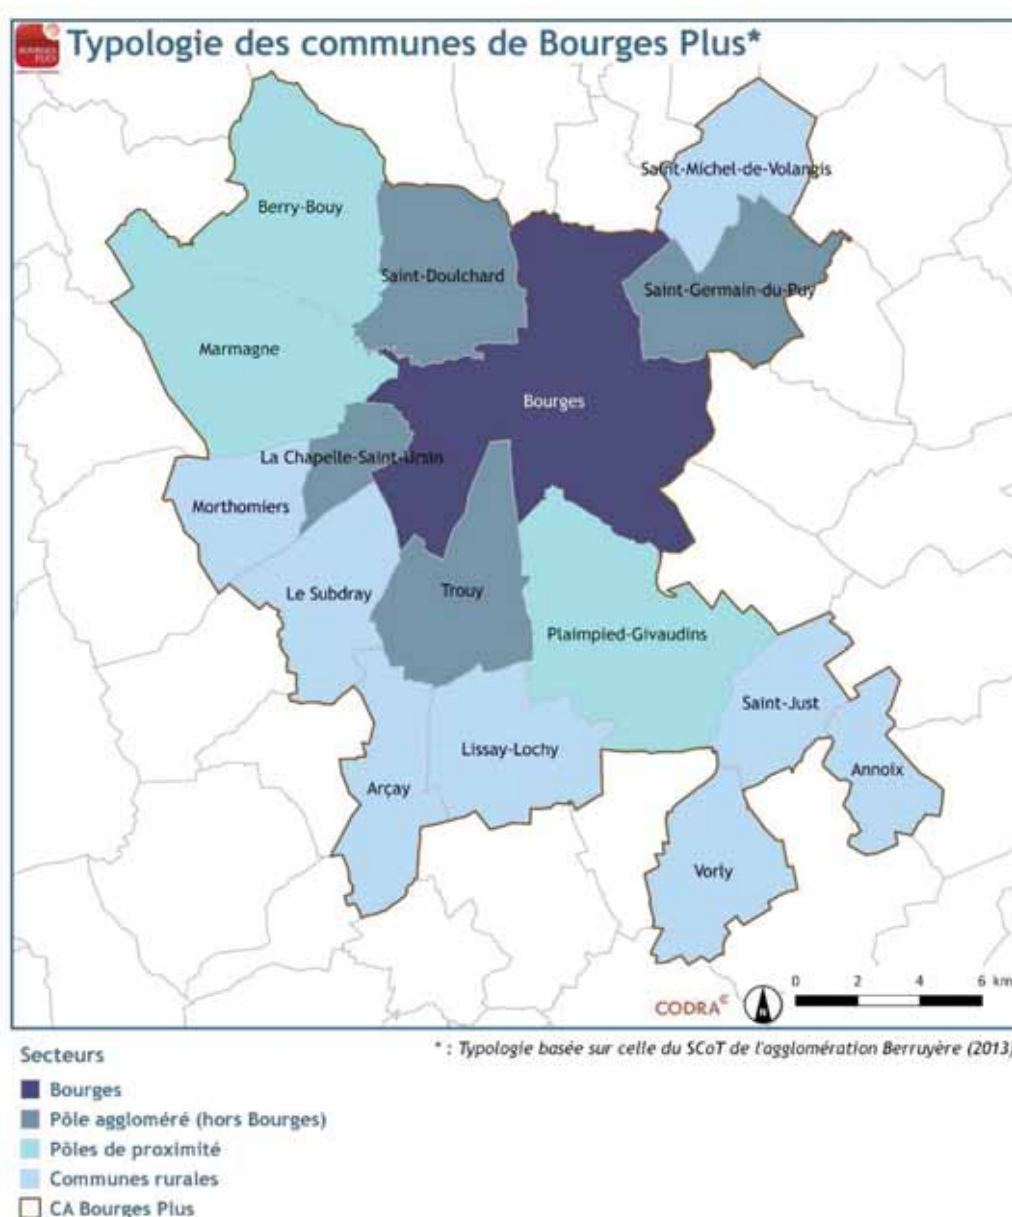 BOURGES
PLUS
Typologie des communes de Bourges Plus*
Saint-Michel-de-Volangis
Berry-Bouy
Saint-Doulchard
Saint-Germain-du-Puy
Marmagne
Bourges
La Chapelle-Saint-Ursin
Morthomiers
Le Subdray
Trouy
Plaimpied-Givaudins
Saint-Just
Lissay-Lochy
Annoix
Arçay
Vorly
0 2 4 6 km
CODRA©
N
* : Typologie basée sur celle du SCoT de l'agglomération Berruyère (2013)
Secteurs
Bourges
Pôle aggloméré (hors Bourges)
Pôles de proximité
Communes rurales
CA Bourges Plus